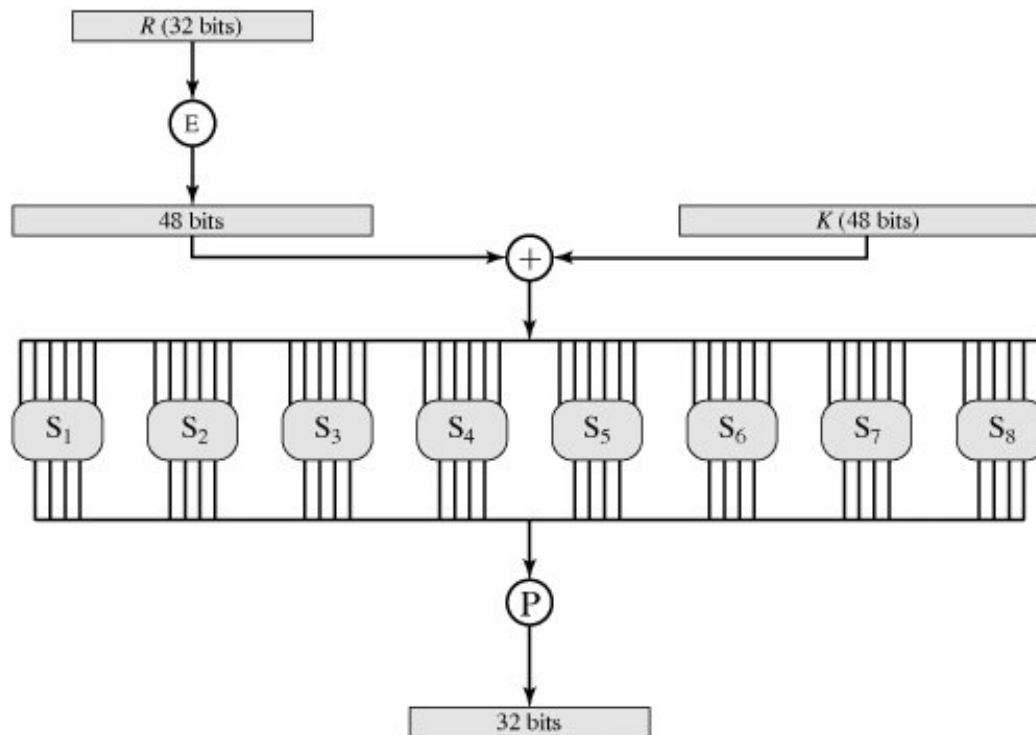 R (32 bits)
E
48 bits
K (48 bits)
+
S₁ S₂ S₃ S₄ S₅ S₆ S₇ S₈
P
32 bits